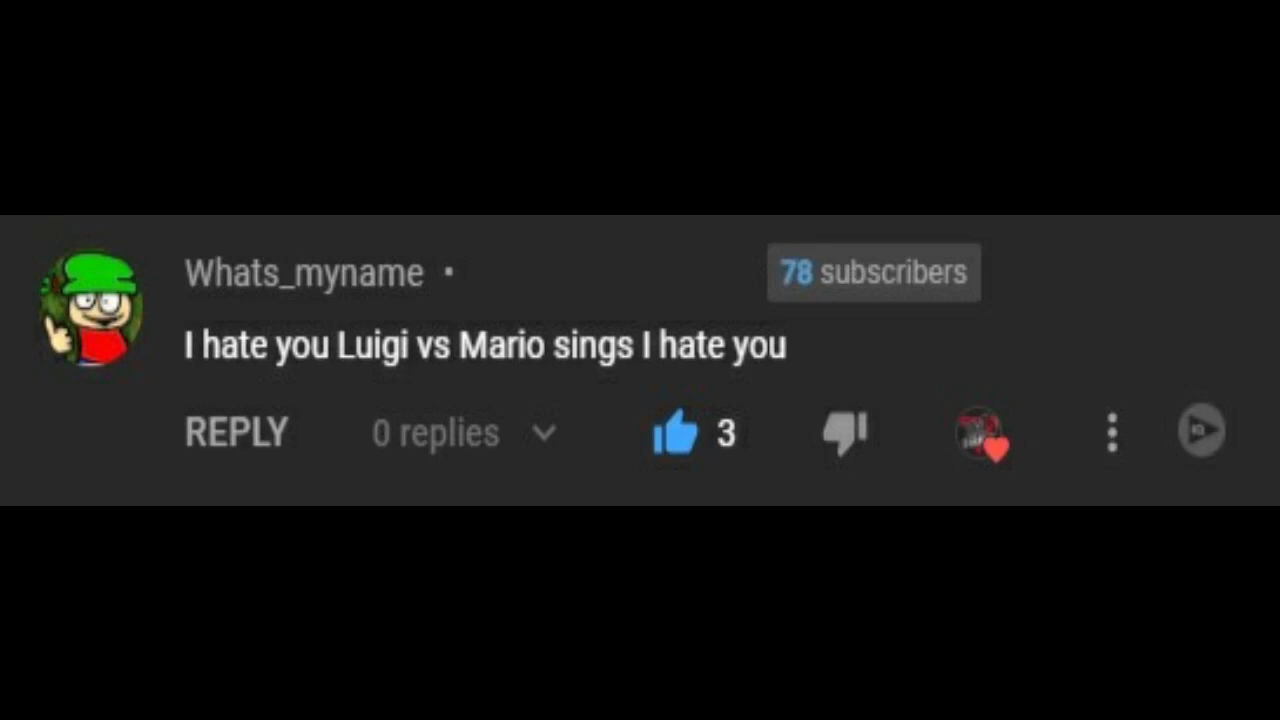 Whats_myname •
78 subscribers
I hate you Luigi vs Mario sings I hate you
REPLY 0 replies 3